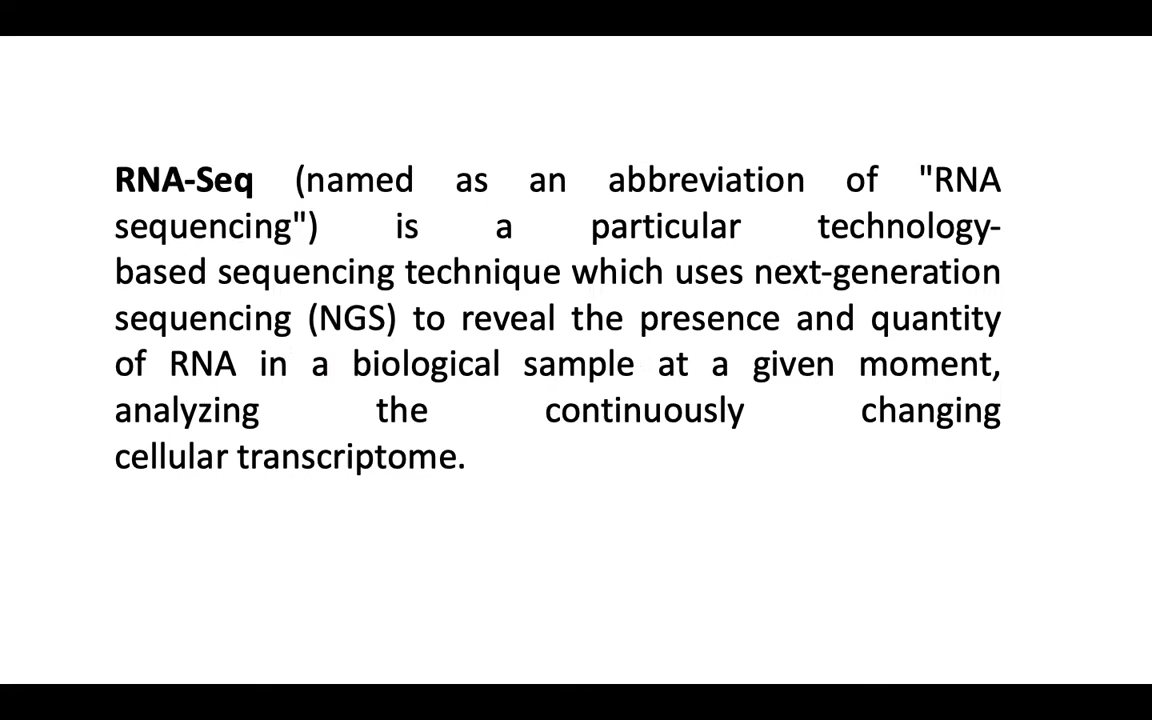 RNA-Seq (named as an abbreviation of "RNA
sequencing") is a particular technology-
based sequencing technique which uses next-generation
sequencing (NGS) to reveal the presence and quantity
of RNA in a biological sample at a given moment,
analyzing the continuously changing
cellular transcriptome.